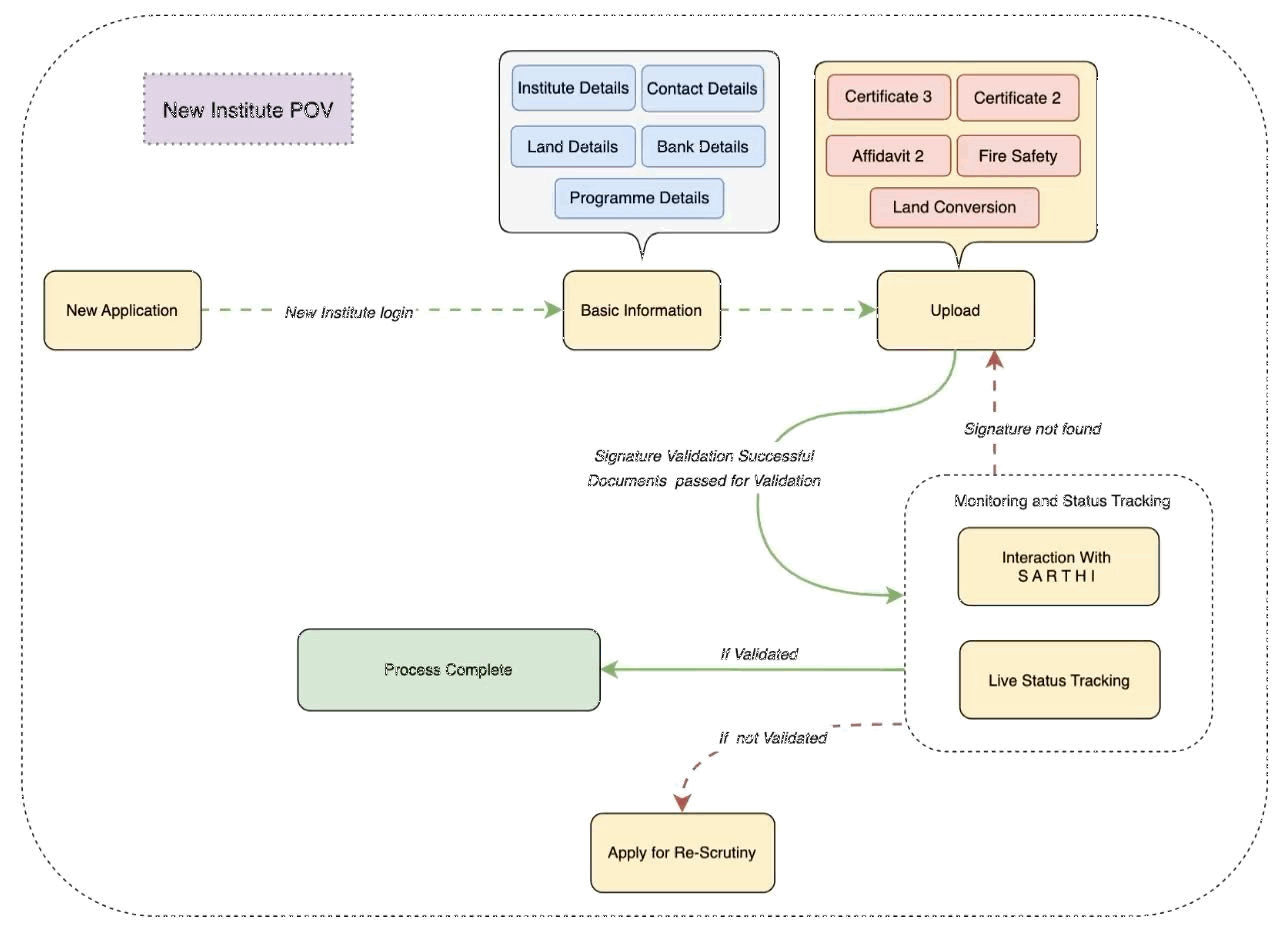 New Institute POV
Institute Details
Contact Details
Land Details
Bank Details
Programme Details
Certificate 3
Certificate 2
Affidavit 2
Fire Safety
Land Conversion
New Application
New Institute login
Basic Information
Upload
Signature not found
Signature Validation Successful
Documents passed for Validation
Monitoring and Status Tracking
Interaction With
S A R T H I
Live Status Tracking
If Validated
Process Complete
If not Validated
Apply for Re-Scrutiny